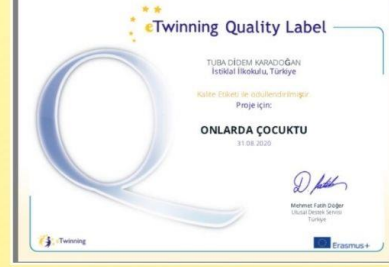 eTwinning Quality Label
TUBA DİDEM KARADOĞAN
İstiklal İlkokulu, Türkiye
Kalite Etiketi ile ödüllendirilmiştir
Proje için:
ONLARDA ÇOCUKTU
31.08.2020
Mehmet Fatih Döğer
Ulusal Destek Servisi
Türkiye
eTwinning
Erasmus+